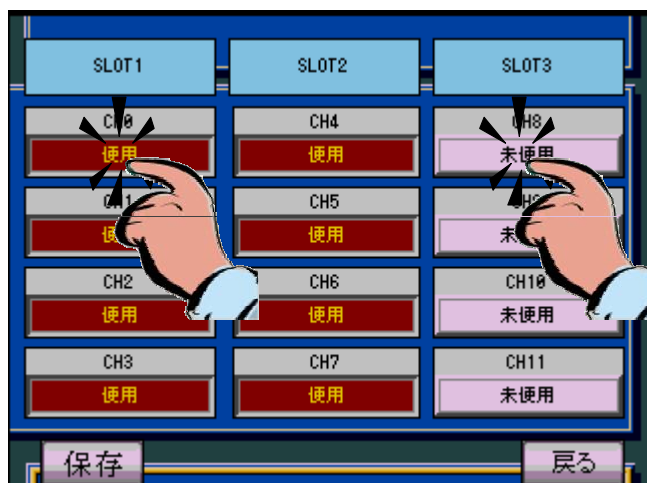 SLOT1 SLOT2 SLOT3
CH0 CH4 CH8
使用 使用 未使用
CH1 CH5
使用
CH2 CH6 CH10
使用 使用 未使用
CH3 CH7 CH11
使用 使用 未使用
保存 戻る